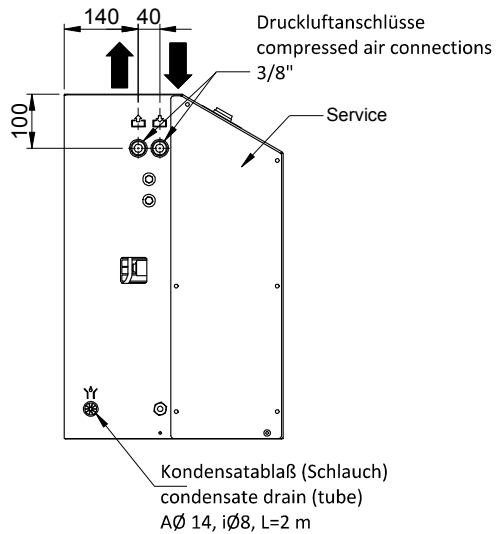 140 40
Druckluftanschlüsse
compressed air connections
3/8"
100
Service
Kondensatablaß (Schlauch)
condensate drain (tube)
AØ 14, iØ8, L=2 m